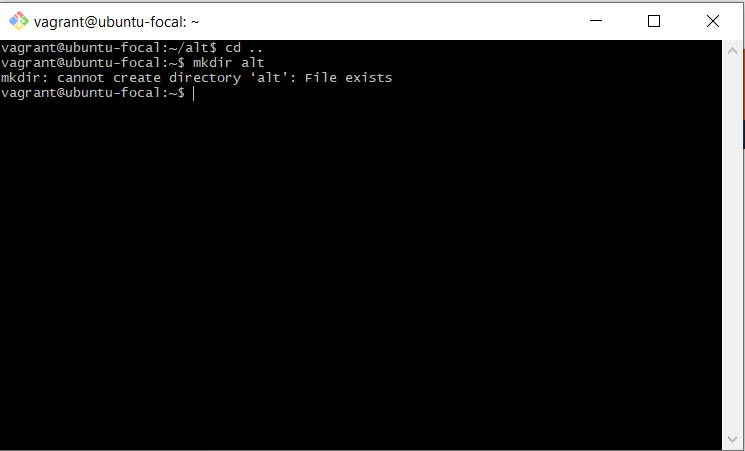 vagrant@ubuntu-focal: ~
vagrant@ubuntu-focal:~/alt$ cd ..
vagrant@ubuntu-focal:~$ mkdir alt
mkdir: cannot create directory ‘alt’: File exists
vagrant@ubuntu-focal:~$